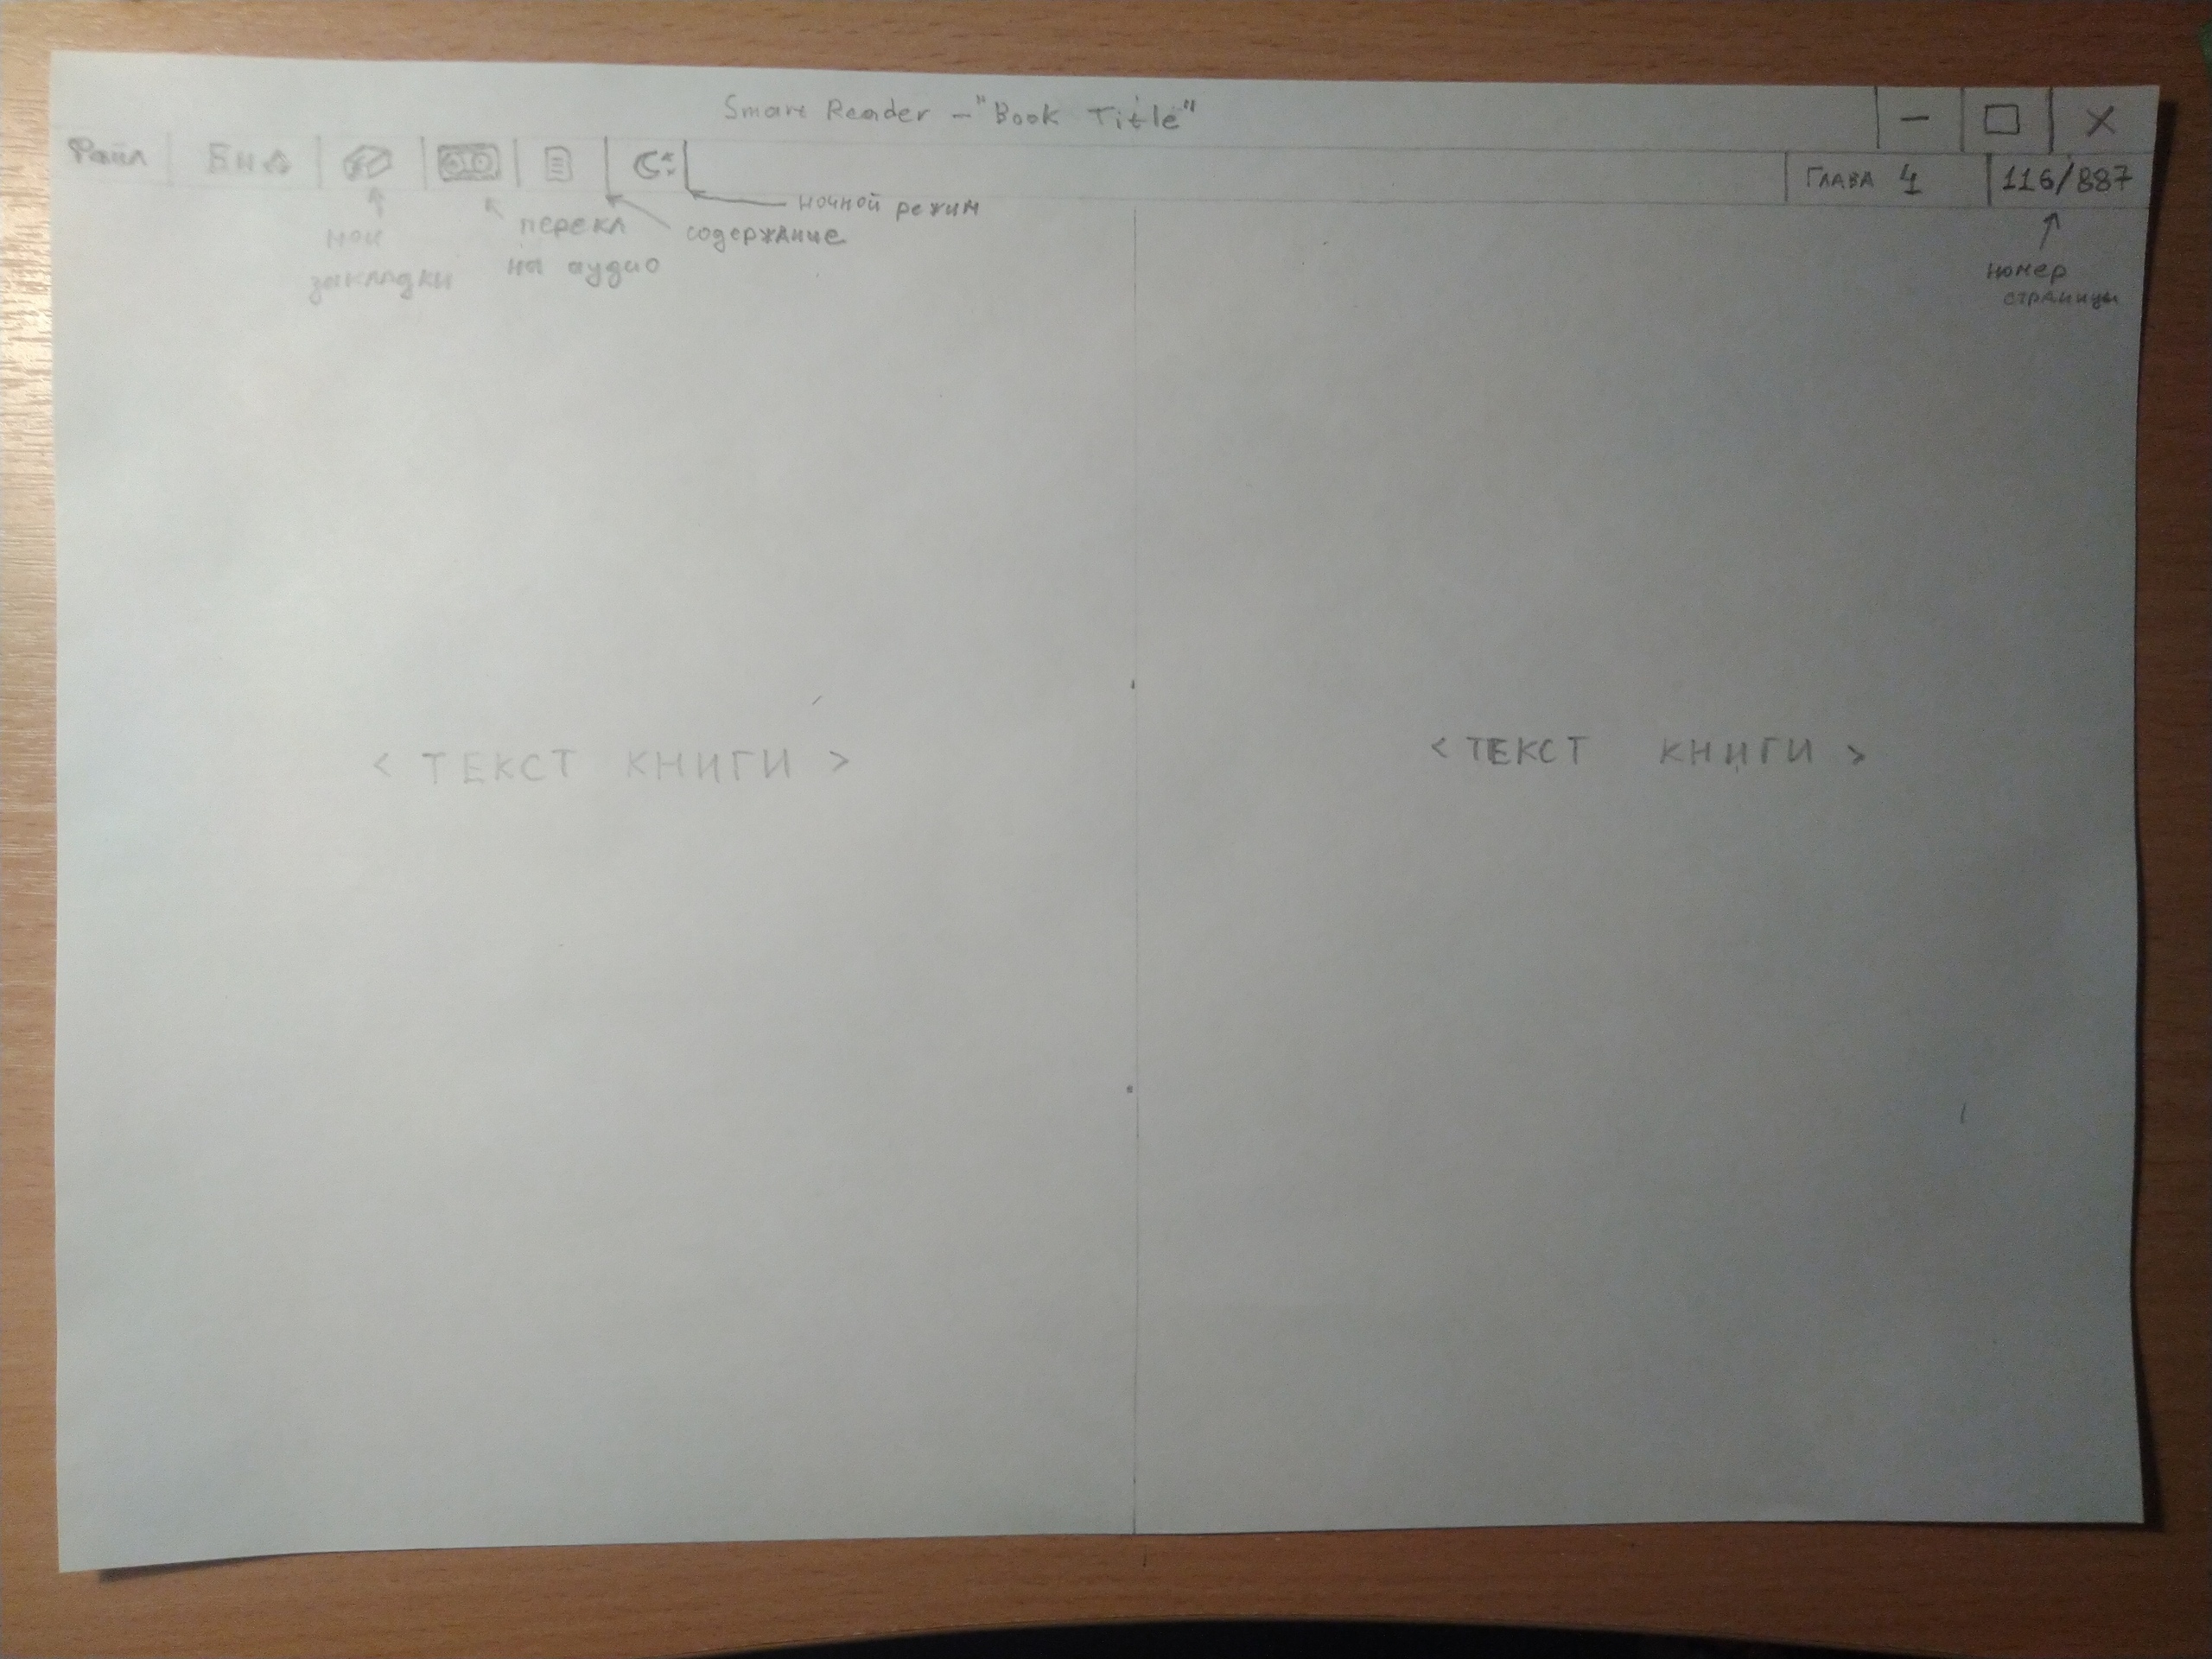 Smart Reader - "Book Title"
Файл
Вид
Глава 4
116/887
мои
закладки
перекл
на аудио
содержание
ночной режим
номер
страницы
< ТЕКСТ КНИГИ >
< ТЕКСТ КНИГИ >